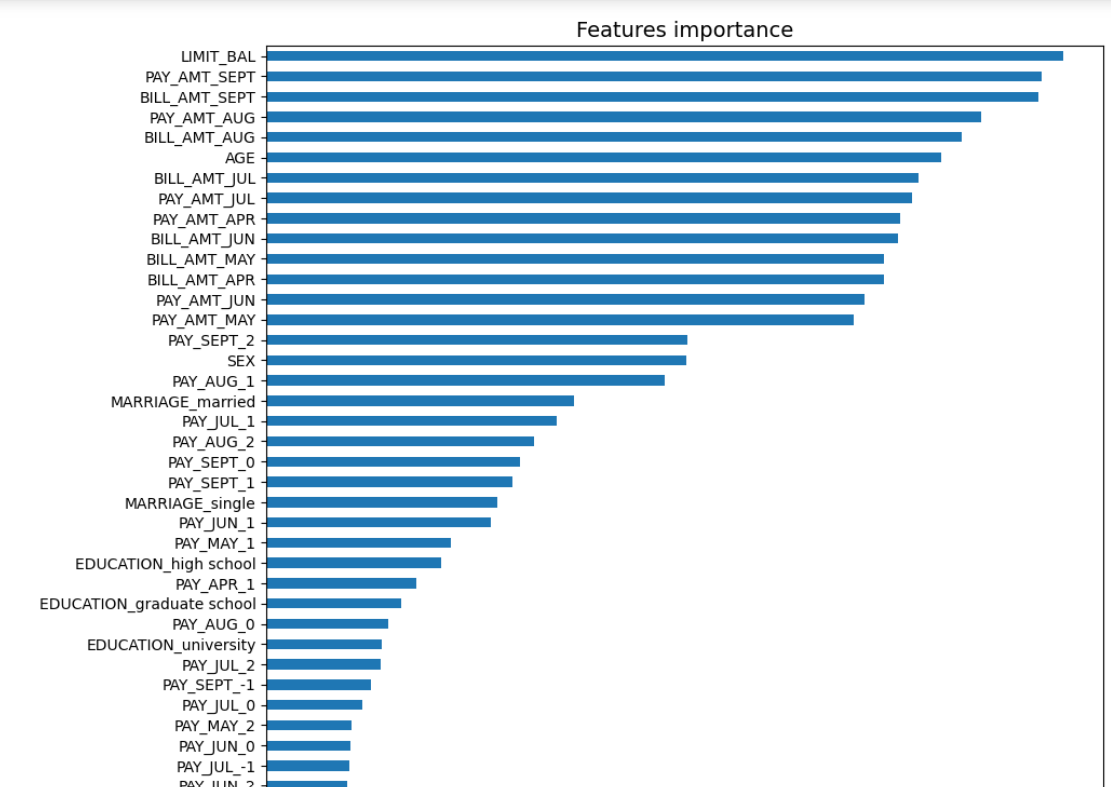 Features importance
LIMIT_BAL
PAY_AMT_SEPT
BILL_AMT_SEPT
PAY_AMT_AUG
BILL_AMT_AUG
AGE
BILL_AMT_JUL
PAY_AMT_JUL
PAY_AMT_APR
BILL_AMT_JUN
BILL_AMT_MAY
BILL_AMT_APR
PAY_AMT_JUN
PAY_AMT_MAY
PAY_SEPT_2
SEX
PAY_AUG_1
MARRIAGE_married
PAY_JUL_1
PAY_AUG_2
PAY_SEPT_0
PAY_SEPT_1
MARRIAGE_single
PAY_JUN_1
PAY_MAY_1
EDUCATION_high school
PAY_APR_1
EDUCATION_graduate school
PAY_AUG_0
EDUCATION_university
PAY_JUL_2
PAY_SEPT_-1
PAY_JUL_0
PAY_MAY_2
PAY_JUN_0
PAY_JUL_-1
PAY_JUN_2